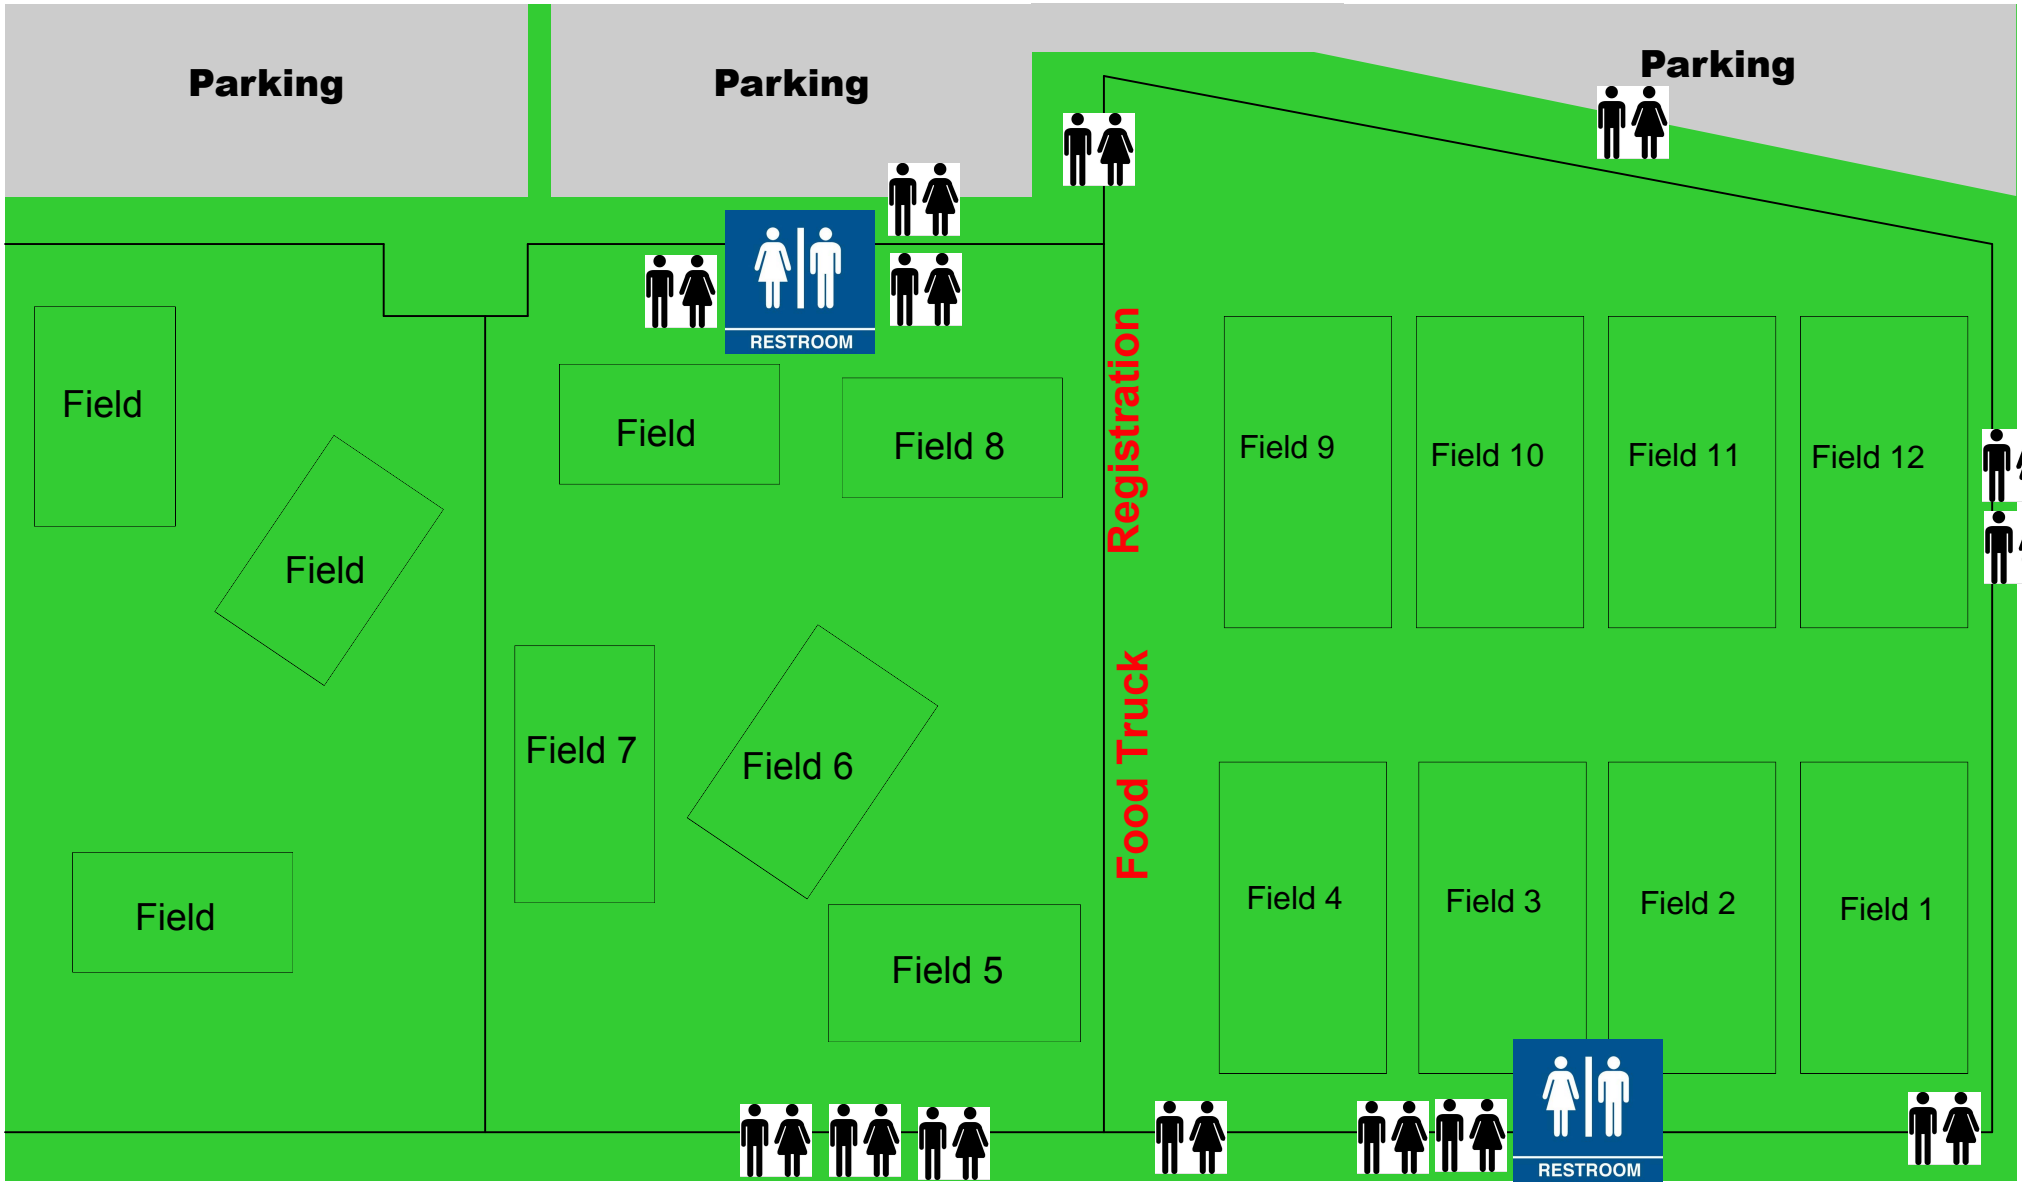 Parking
Parking
Parking
RESTROOM
Registration
Field
Field
Field 8
Field 9
Field 10
Field 11
Field 12
Field
Food Truck
Field 7
Field 6
Field
Field 5
Field 4
Field 3
Field 2
Field 1
RESTROOM